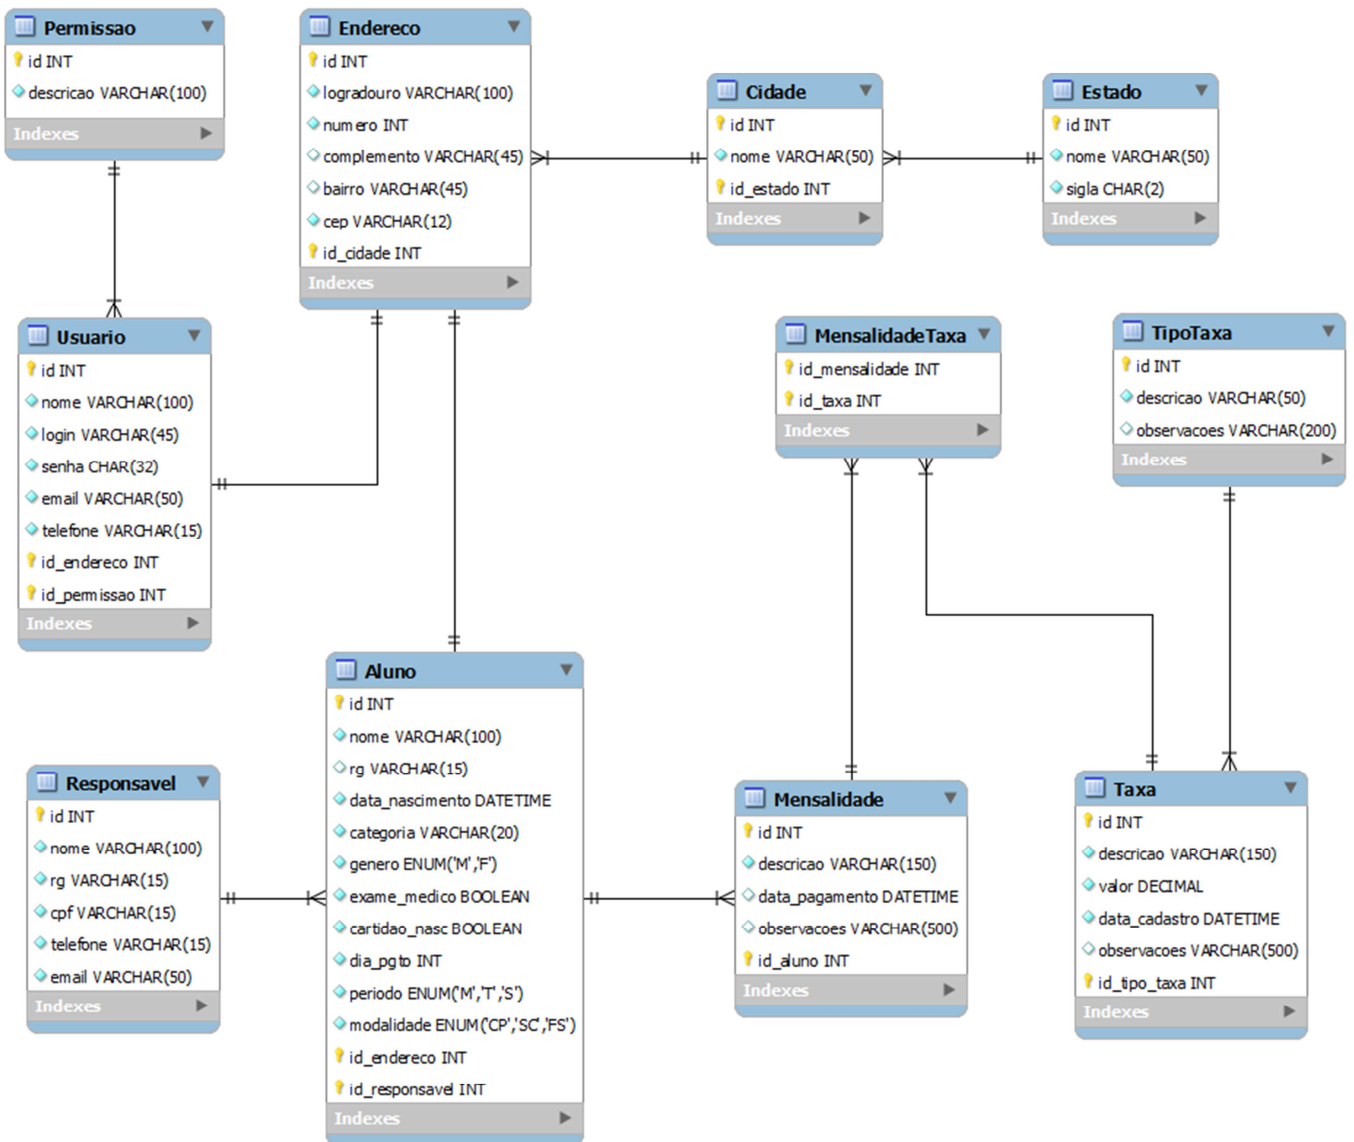 Permissao
id INT
descricao VARCHAR(100)
Indexes
Endereco
id INT
logradouro VARCHAR(100)
numero INT
complemento VARCHAR(45)
bairro VARCHAR(45)
cep VARCHAR(12)
id_cidade INT
Indexes
Cidade
id INT
nome VARCHAR(50)
id_estado INT
Indexes
Estado
id INT
nome VARCHAR(50)
sigla CHAR(2)
Indexes
Usuario
id INT
nome VARCHAR(100)
login VARCHAR(45)
senha CHAR(32)
email VARCHAR(50)
telefone VARCHAR(15)
id_endereco INT
id_permissao INT
Indexes
MensalidadeTaxa
id_mensalidade INT
id_taxa INT
Indexes
TipoTaxa
id INT
descricao VARCHAR(50)
observacoes VARCHAR(200)
Indexes
Responsavel
id INT
nome VARCHAR(100)
rg VARCHAR(15)
cpf VARCHAR(15)
telefone VARCHAR(15)
email VARCHAR(50)
Indexes
Aluno
id INT
nome VARCHAR(100)
rg VARCHAR(15)
data_nascimento DATETIME
categoria VARCHAR(20)
genero ENUM('M','F')
exame_medico BOOLEAN
cartidao_nasc BOOLEAN
dia_pgto INT
periodo ENUM('M','T','S')
modalidade ENUM('CP','SC','FS')
id_endereco INT
id_responsavel INT
Indexes
Mensalidade
id INT
descricao VARCHAR(150)
data_pagamento DATETIME
observacoes VARCHAR(500)
id_aluno INT
Indexes
Taxa
id INT
descricao VARCHAR(150)
valor DECIMAL
data_cadastro DATETIME
observacoes VARCHAR(500)
id_tipo_taxa INT
Indexes